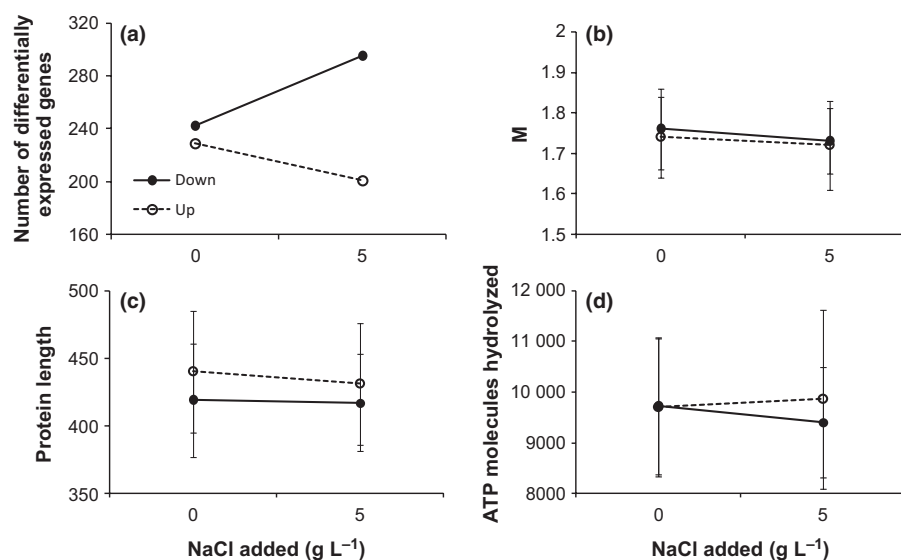 (a)
Number of differentially
expressed genes
320
280
240
200
160
Down
Up
0
5
(b)
M
2
1.9
1.8
1.7
1.6
1.5
0
5
(c)
Protein length
500
450
400
350
0
5
NaCl added (g L⁻¹)
(d)
ATP molecules hydrolyzed
12 000
11 000
10 000
9000
8000
0
5
NaCl added (g L⁻¹)